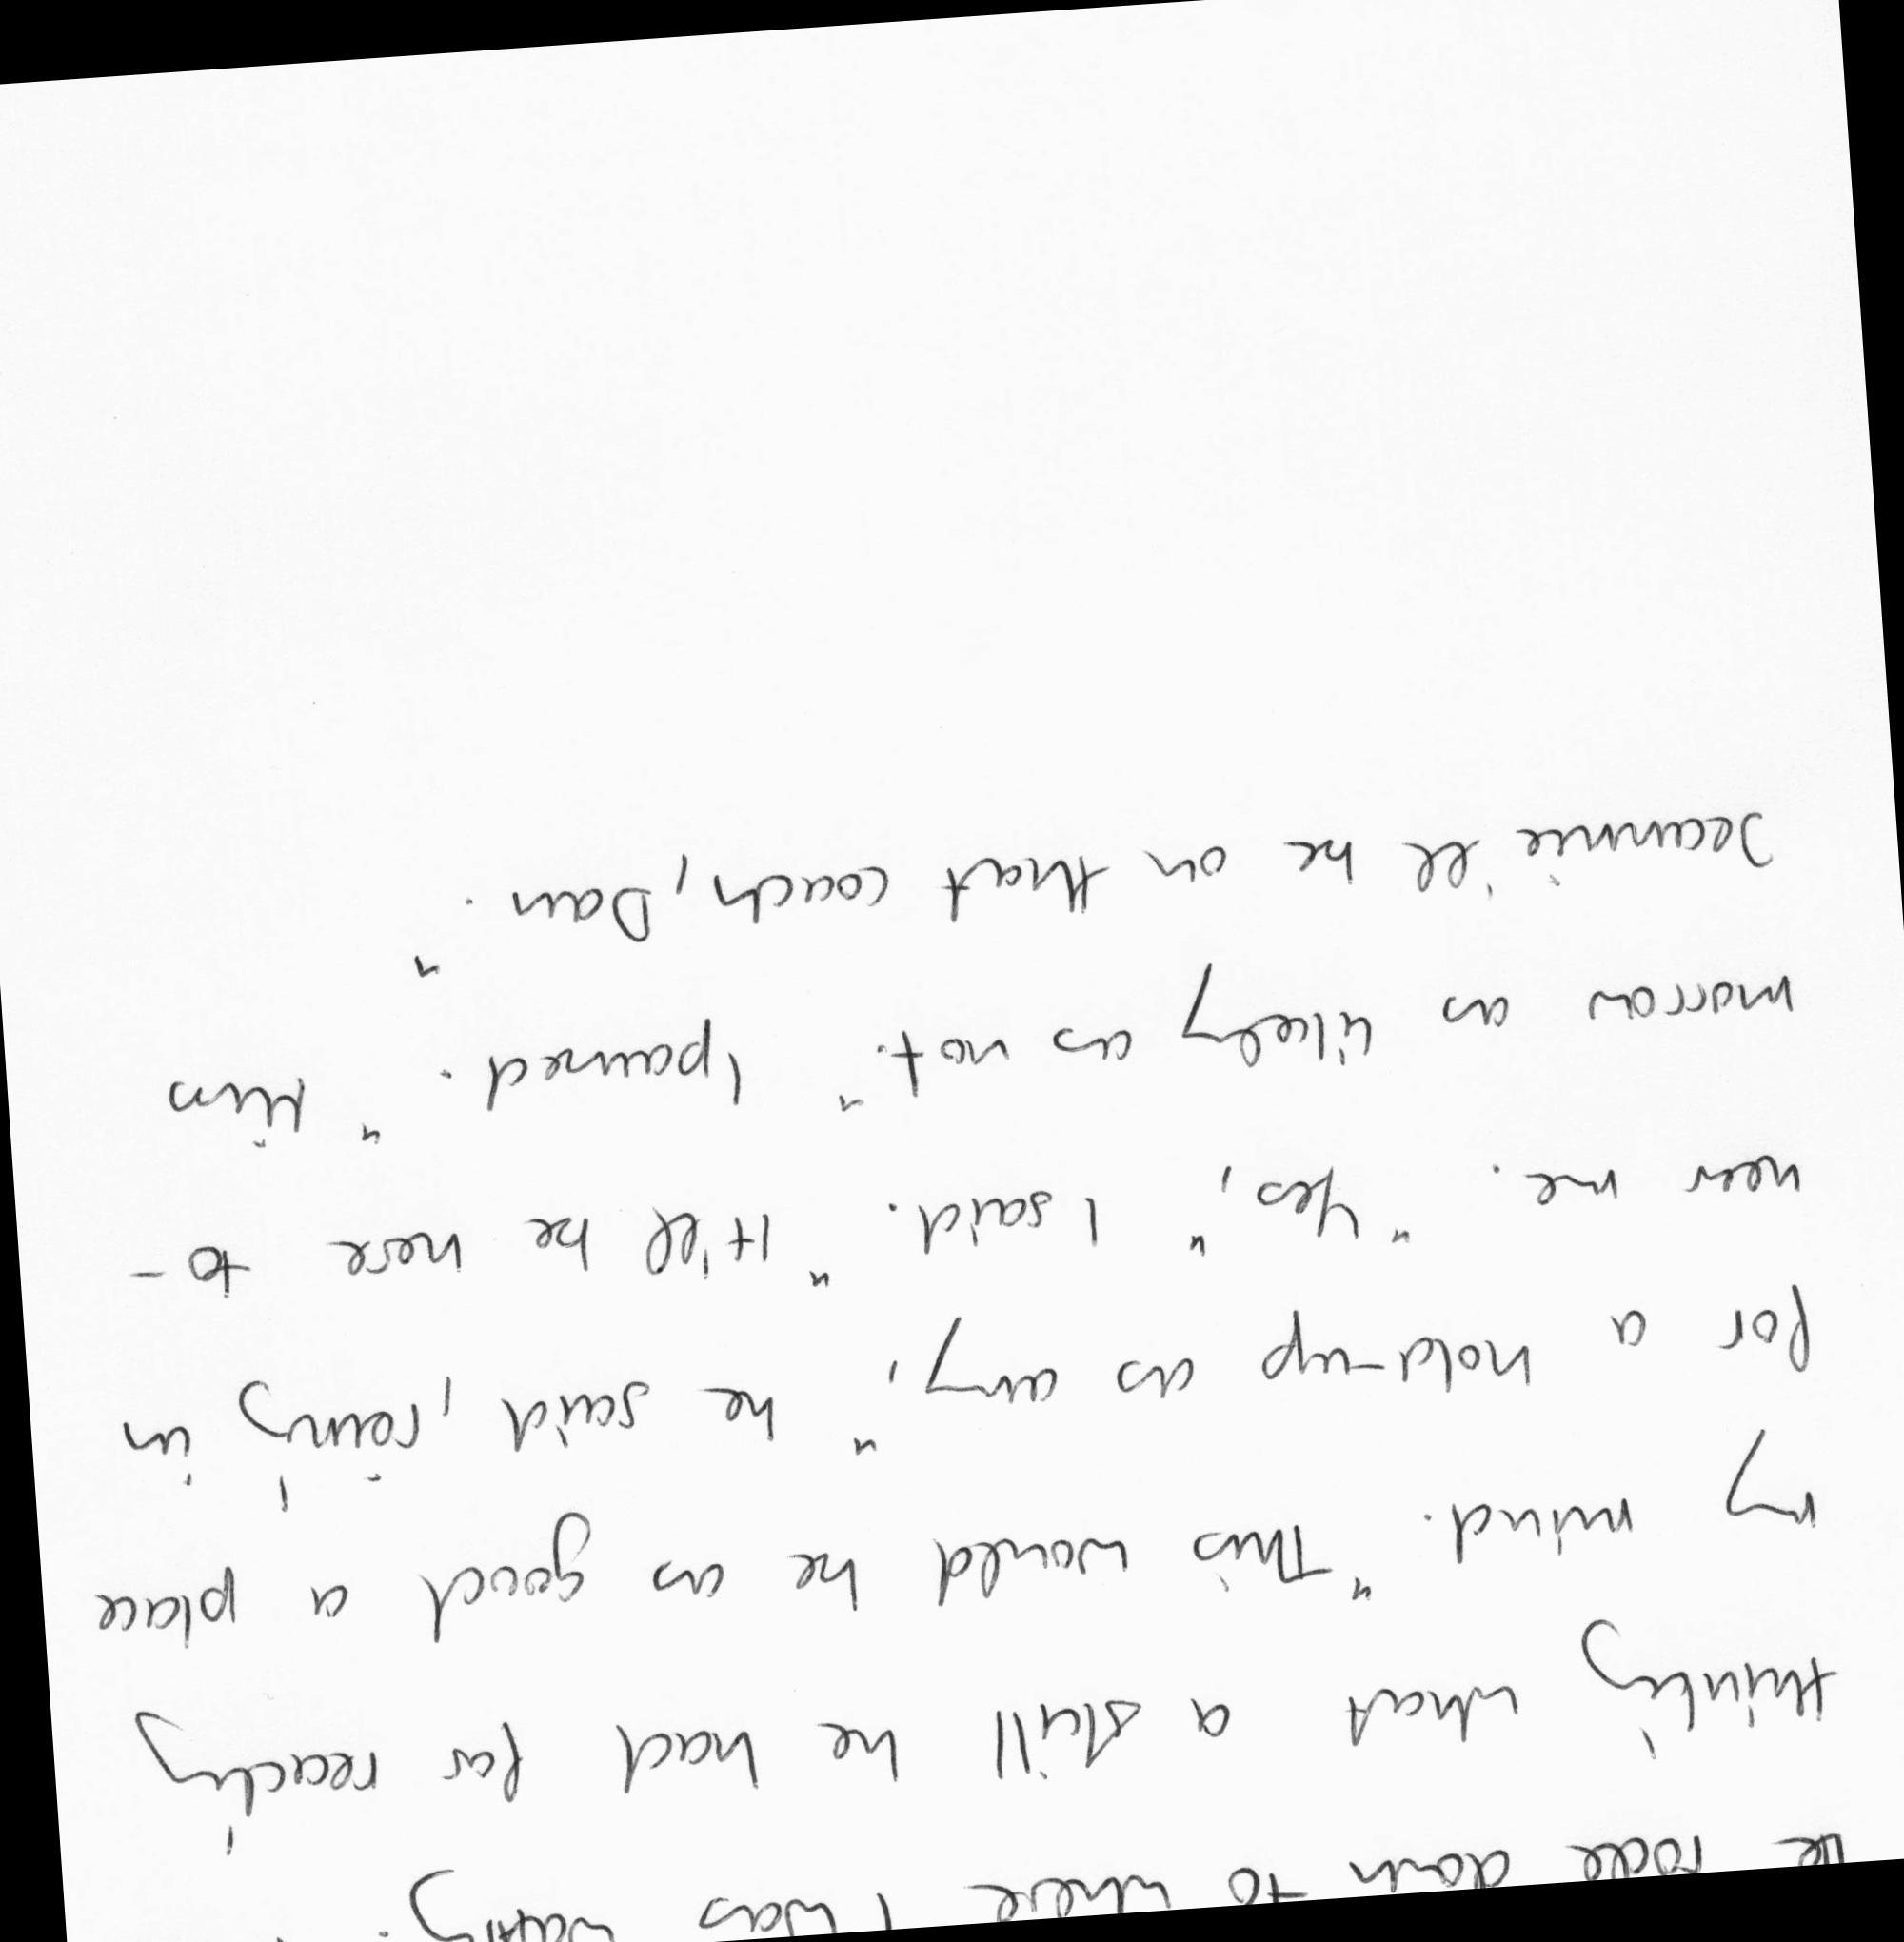 He rode down to where I was waiting.
thinking what a skill he had for reading
my mind. "This would be as good a place
for a hold-up as any," he said, reining in
near me. "Yes," I said. "It'll be here to-
morrow as likely as not." I paused. "Kim
Jeannie'll be on that coach, Dan."